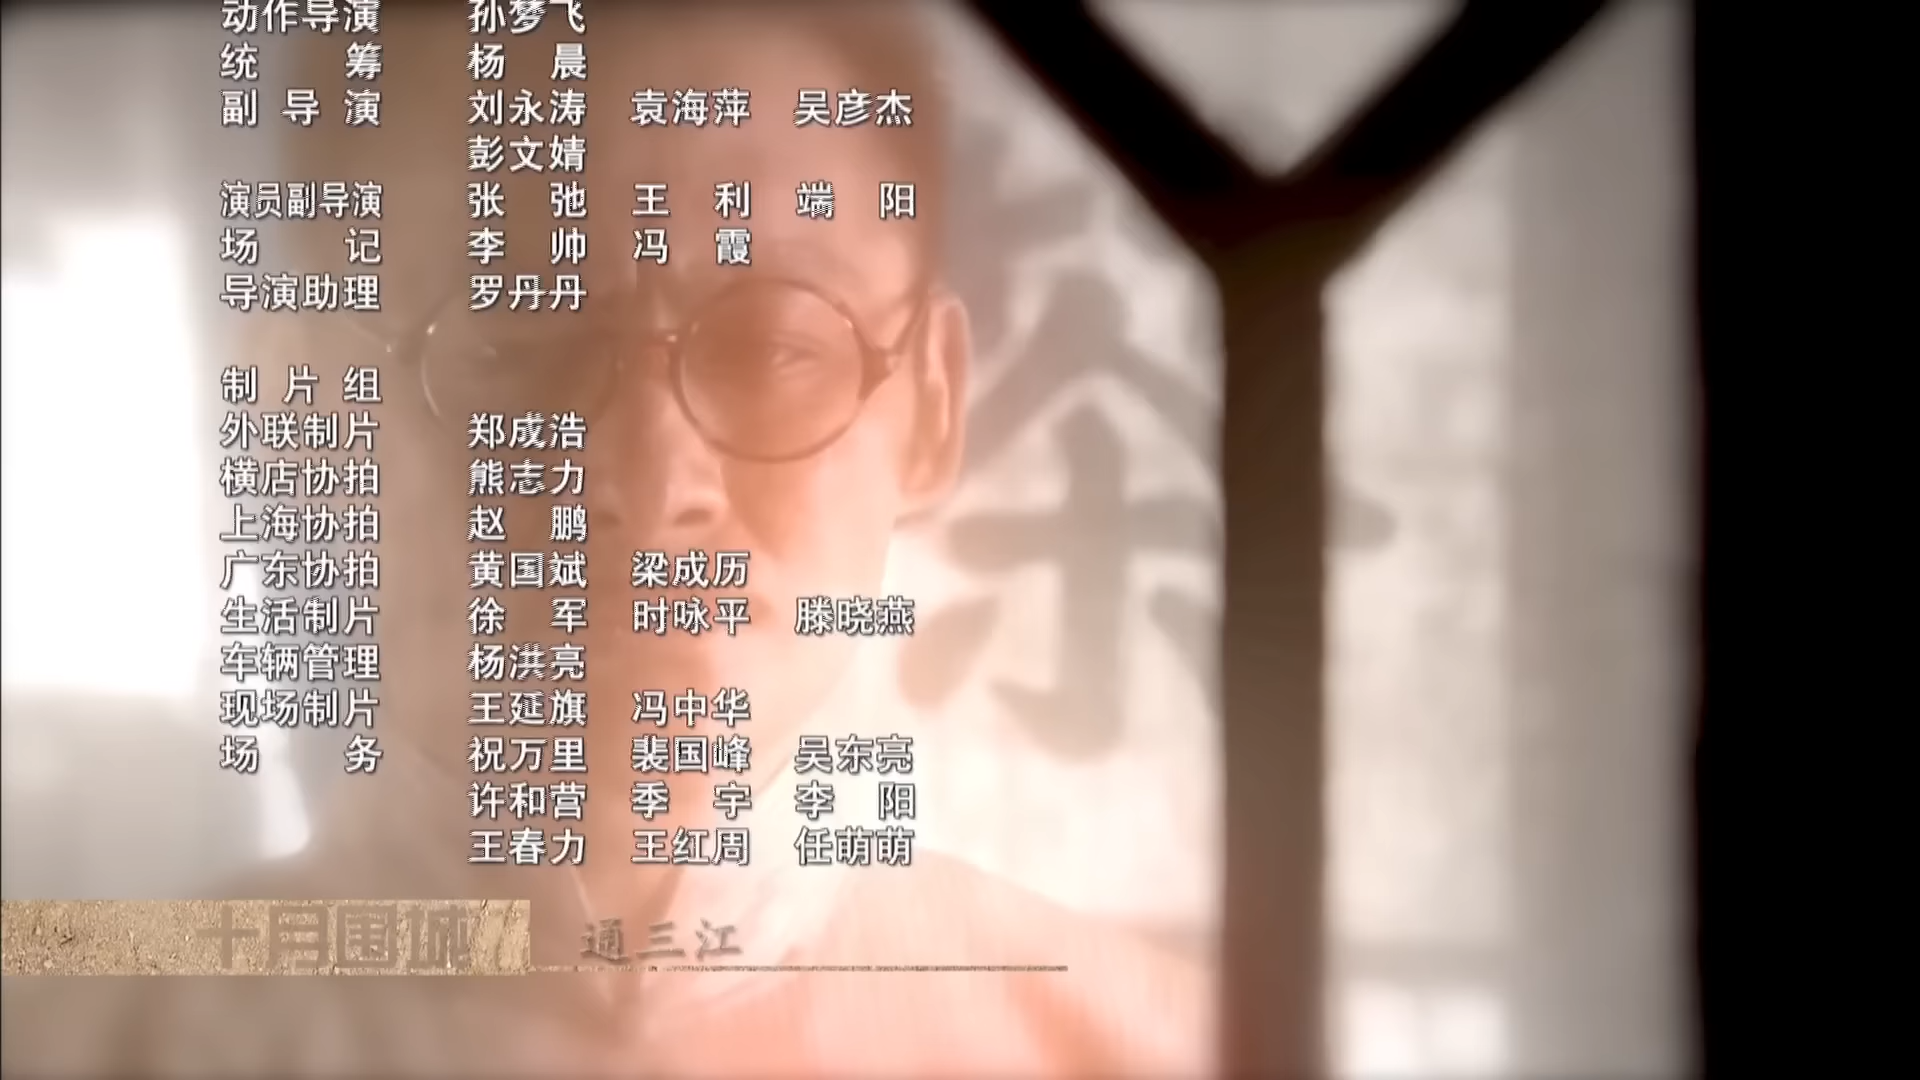 动作导演 孙梦飞
统筹 杨晨
副导演 刘永涛 袁海萍 吴彦杰
彭文婧
演员副导演 张弛 王利 端阳
场记 李帅 冯霞
导演助理 罗丹丹
制片组
外联制片 郑成浩
横店协拍 熊志力
上海协拍 赵鹏
广东协拍 黄国斌 梁成历
生活制片 徐军 时咏平 滕晓燕
车辆管理 杨洪亮
现场制片 王延旗 冯中华
场务 祝万里 裴国峰 吴东亮
许和营 季宇 李阳
王春力 王红周 任萌萌
十月围城 通三江